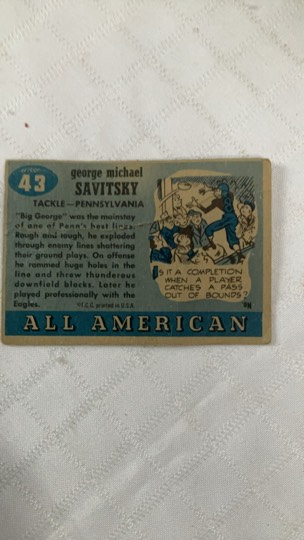 43
george michael
SAVITSKY
TACKLE—PENNSYLVANIA
"Big George" was the mainstay
of one of Penn's best lines.
Rough and tough, he exploded
through enemy lines shattering
their ground plays. On offense
he rammed huge holes in the
line and threw thunderous
downfield blocks. Later he
played professionally with the
Eagles.
©T.C.G. printed in U.S.A.
IS IT A COMPLETION
WHEN A PLAYER
CATCHES A PASS
OUT OF BOUNDS?
ALL AMERICAN